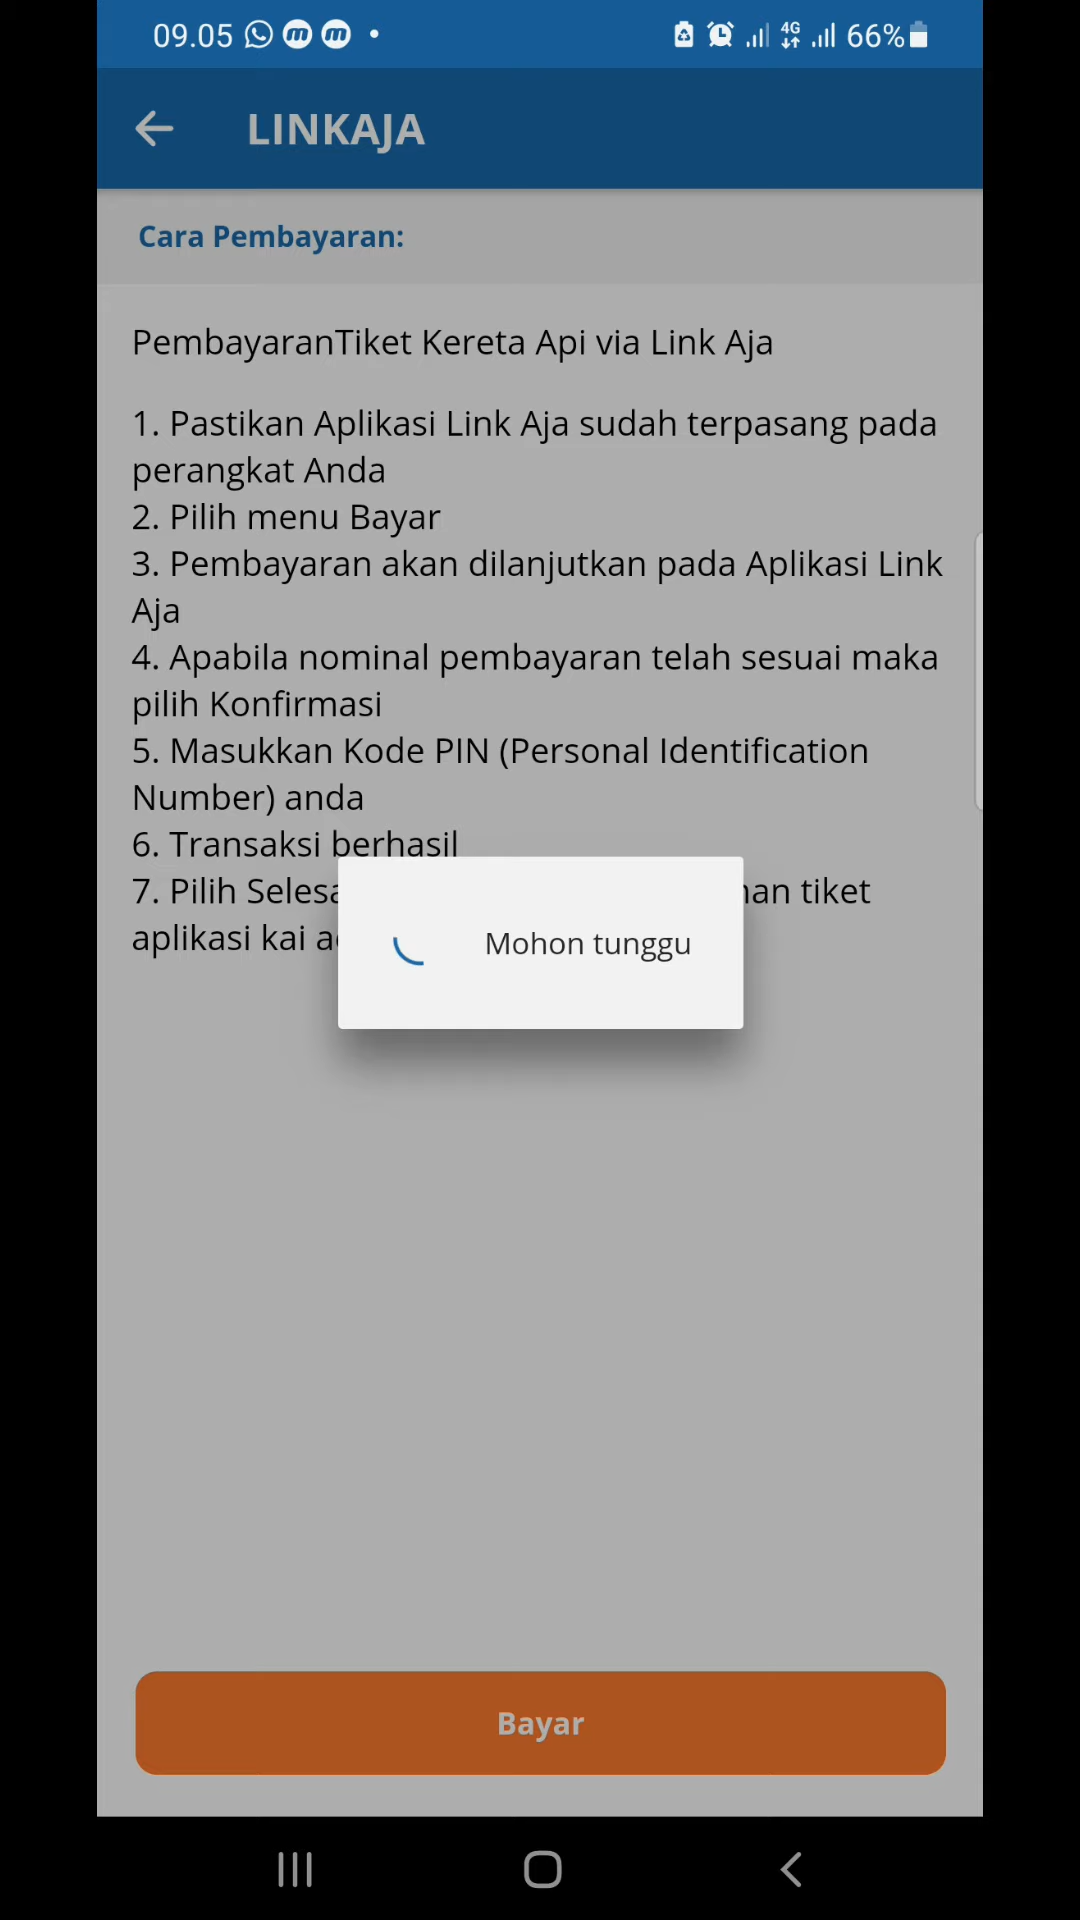 09.05 4G 66%
LINKAJA
Cara Pembayaran:
PembayaranTiket Kereta Api via Link Aja
1. Pastikan Aplikasi Link Aja sudah terpasang pada
perangkat Anda
2. Pilih menu Bayar
3. Pembayaran akan dilanjutkan pada Aplikasi Link
Aja
4. Apabila nominal pembayaran telah sesuai maka
pilih Konfirmasi
5. Masukkan Kode PIN (Personal Identification
Number) anda
6. Transaksi berhasil
7. Pilih tiket
aplikasi kai
Mohon tunggu
Bayar